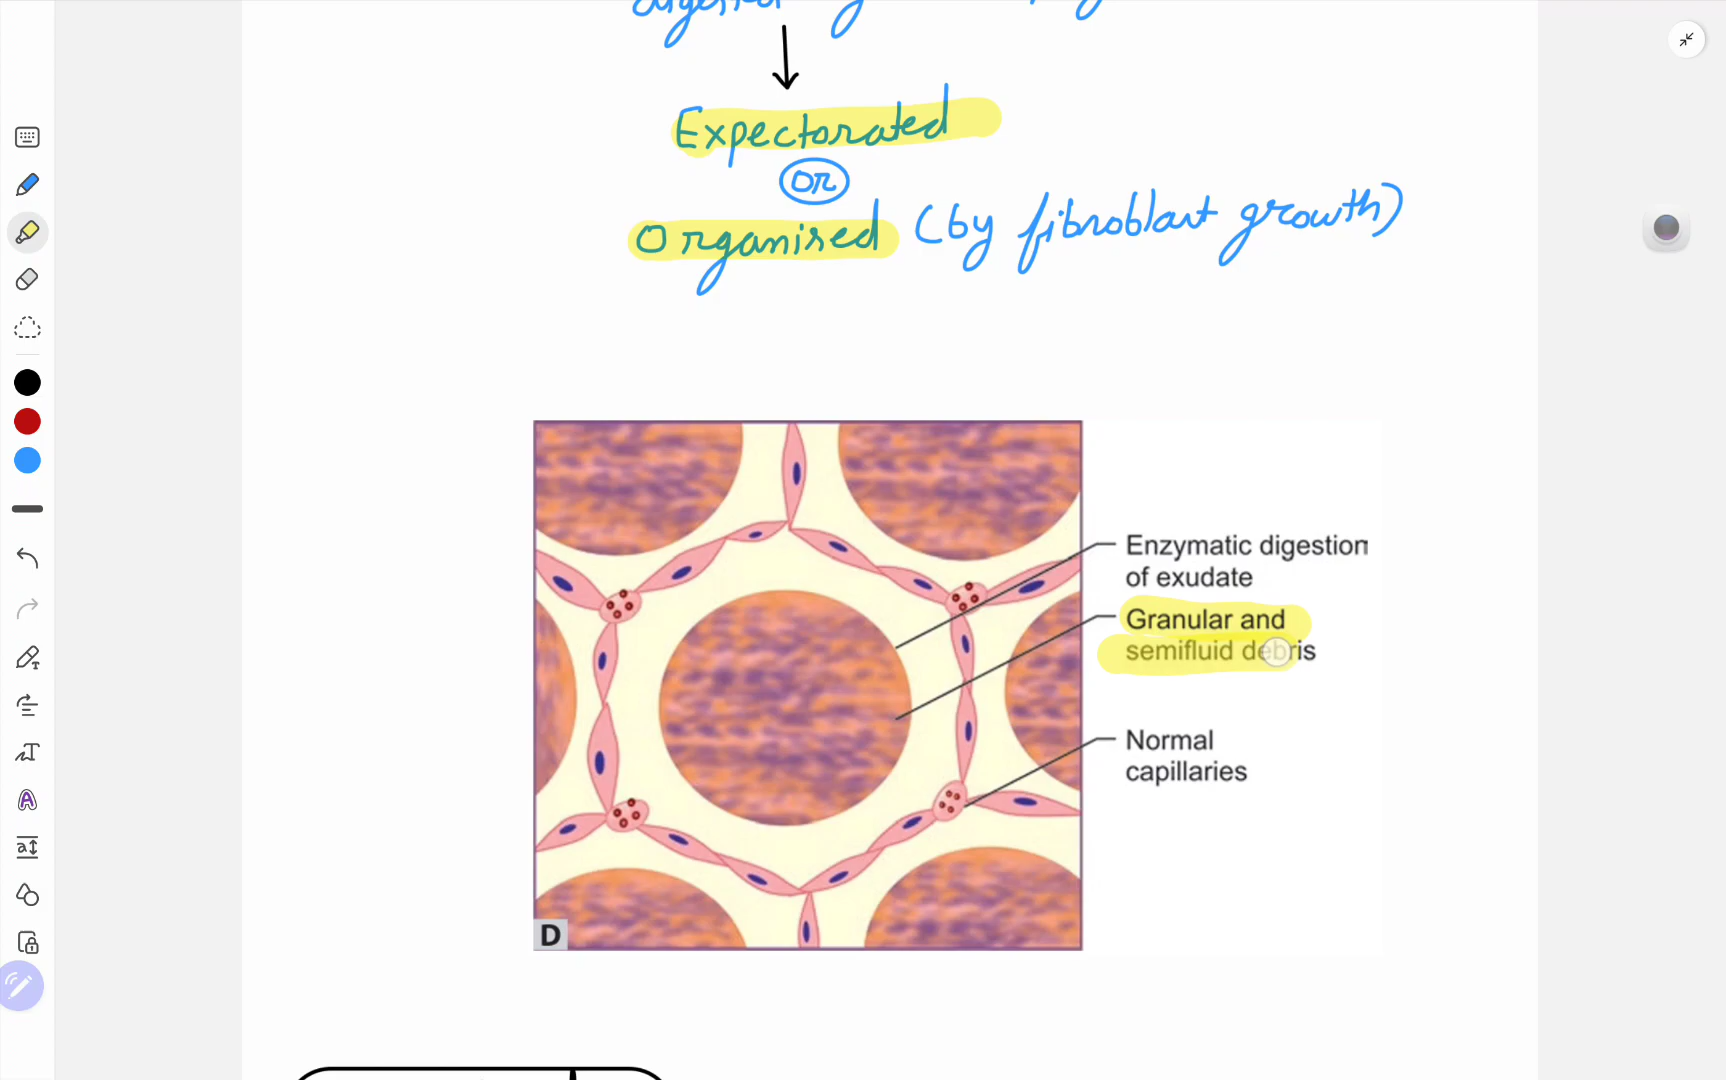 Expectorated
OR
Organised (by fibroblast growth)
Enzymatic digestion
of exudate
Granular and
semifluid debris
Normal
capillaries
D